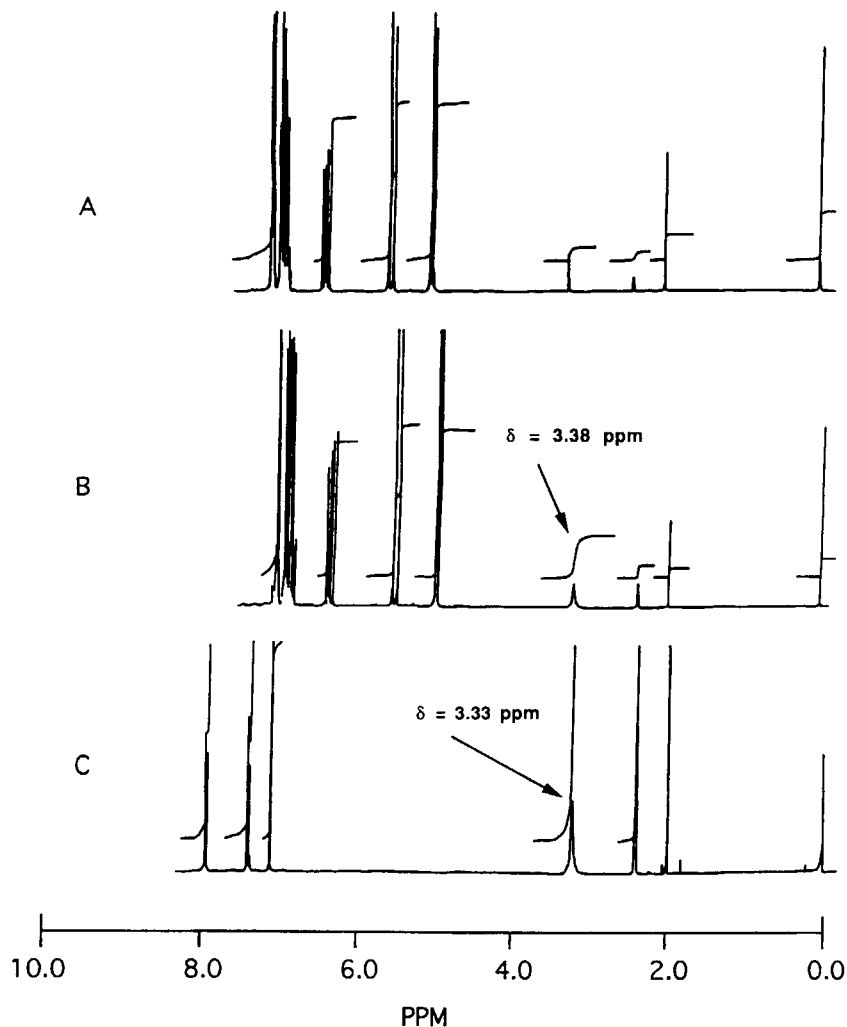 A
B
δ = 3.38 ppm
δ = 3.33 ppm
C
10.0 8.0 6.0 4.0 2.0 0.0
PPM